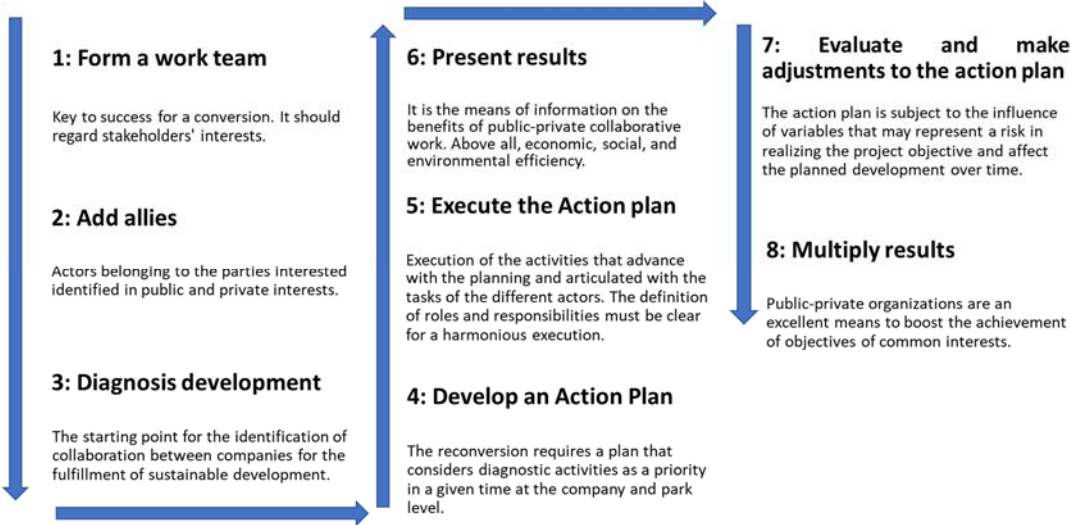 1: Form a work team
Key to success for a conversion. It should
regard stakeholders' interests.
2: Add allies
Actors belonging to the parties interested
identified in public and private interests.
3: Diagnosis development
The starting point for the identification of
collaboration between companies for the
fulfillment of sustainable development.
4: Develop an Action Plan
The reconversion requires a plan that
considers diagnostic activities as a priority
in a given time at the company and park
level.
5: Execute the Action plan
Execution of the activities that advance
with the planning and articulated with the
tasks of the different actors. The definition
of roles and responsibilities must be clear
for a harmonious execution.
6: Present results
It is the means of information on the
benefits of public-private collaborative
work. Above all, economic, social, and
environmental efficiency.
7: Evaluate and make
adjustments to the action plan
The action plan is subject to the influence
of variables that may represent a risk in
realizing the project objective and affect
the planned development over time.
8: Multiply results
Public-private organizations are an
excellent means to boost the achievement
of objectives of common interests.